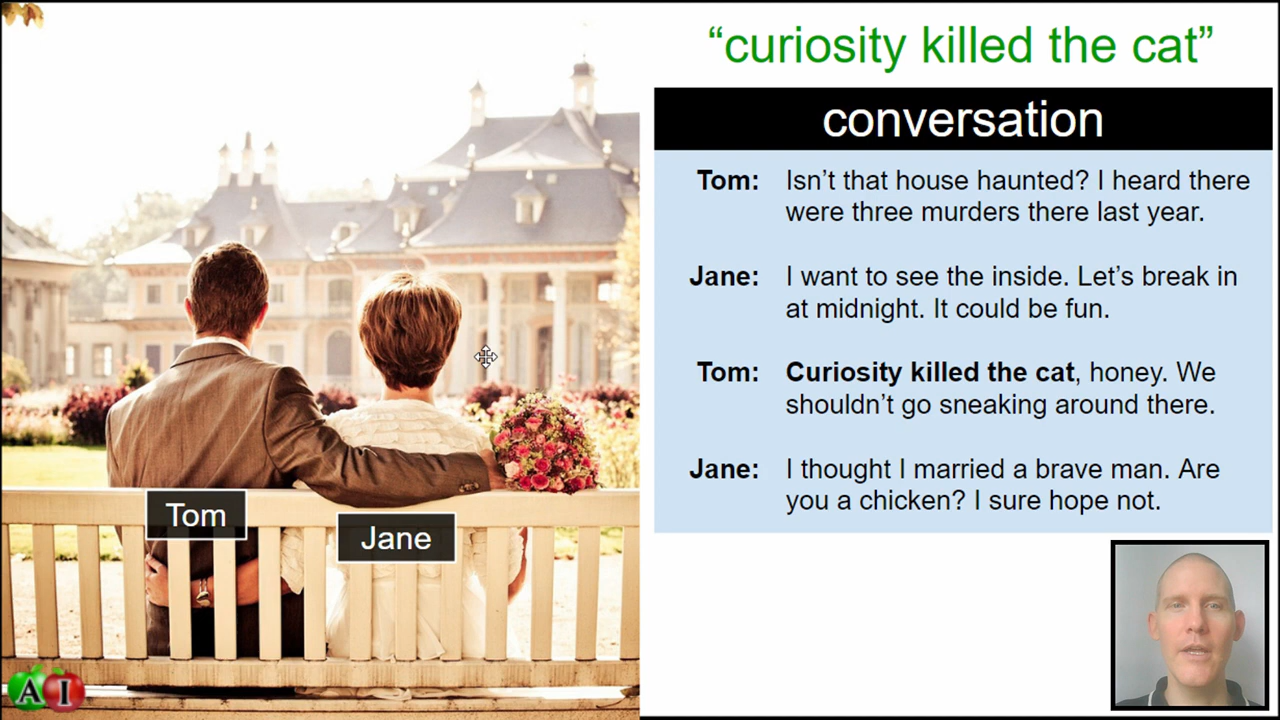 “curiosity killed the cat”
conversation
Tom: Isn’t that house haunted? I heard there
were three murders there last year.
Jane: I want to see the inside. Let’s break in
at midnight. It could be fun.
Tom: Curiosity killed the cat, honey. We
shouldn’t go sneaking around there.
Jane: I thought I married a brave man. Are
you a chicken? I sure hope not.
Tom
Jane
A I